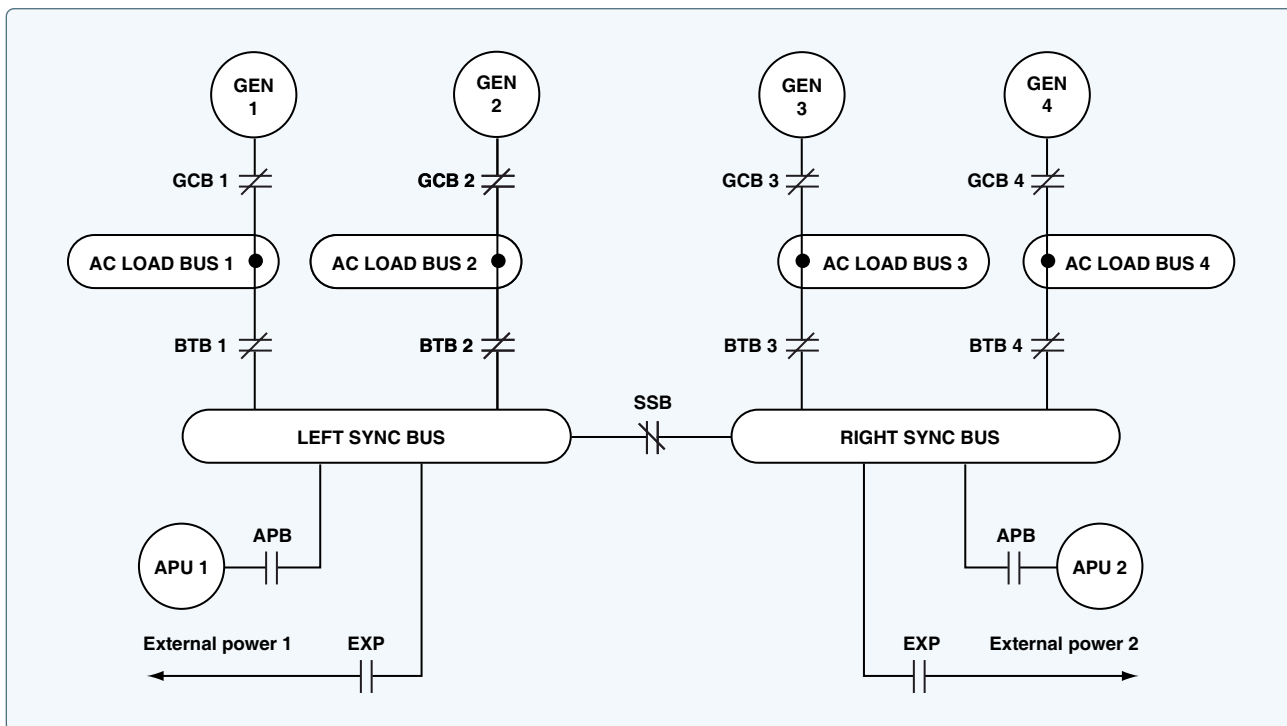 GEN
1
GEN
2
GEN
3
GEN
4
GCB 1
GCB 2
GCB 3
GCB 4
AC LOAD BUS 1
AC LOAD BUS 2
AC LOAD BUS 3
AC LOAD BUS 4
BTB 1
BTB 2
BTB 3
BTB 4
SSB
LEFT SYNC BUS
RIGHT SYNC BUS
APB
APB
APU 1
APU 2
External power 1
EXP
EXP
External power 2